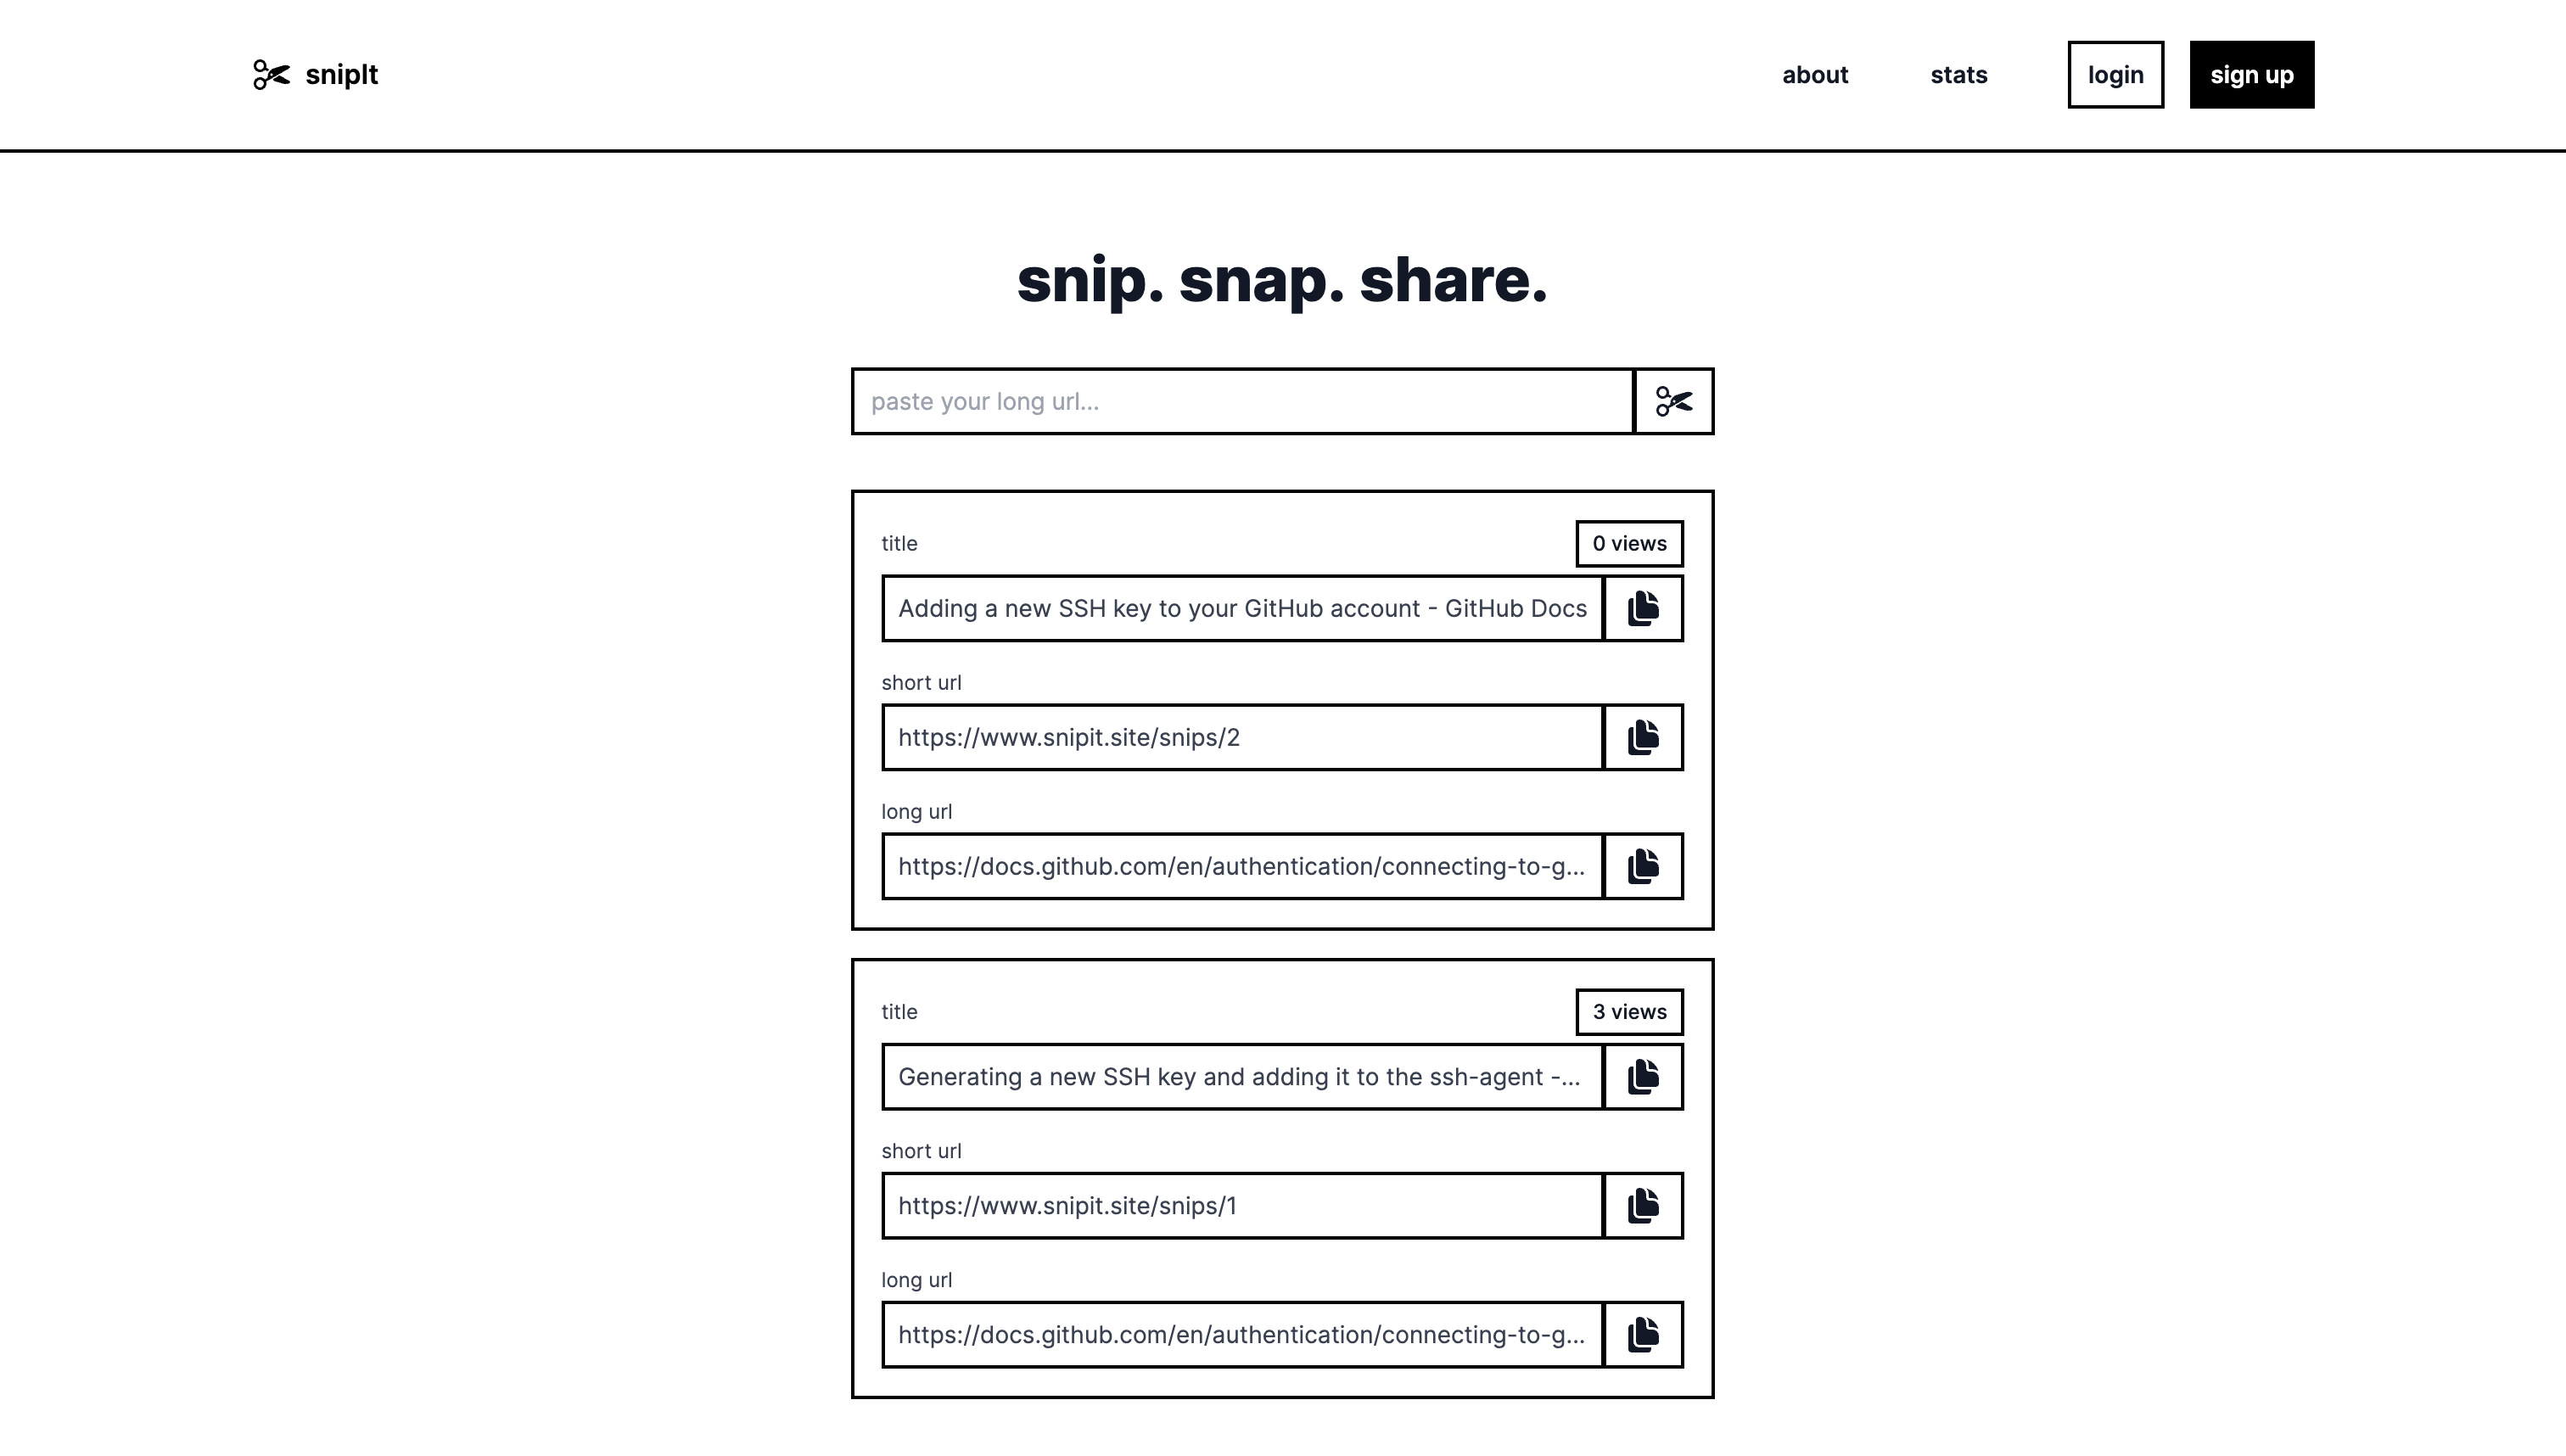 snipIt
about
stats
login
sign up
snip. snap. share.
paste your long url...
title
0 views
Adding a new SSH key to your GitHub account - GitHub Docs
short url
https://www.snipit.site/snips/2
long url
https://docs.github.com/en/authentication/connecting-to-g...
title
3 views
Generating a new SSH key and adding it to the ssh-agent -...
short url
https://www.snipit.site/snips/1
long url
https://docs.github.com/en/authentication/connecting-to-g...